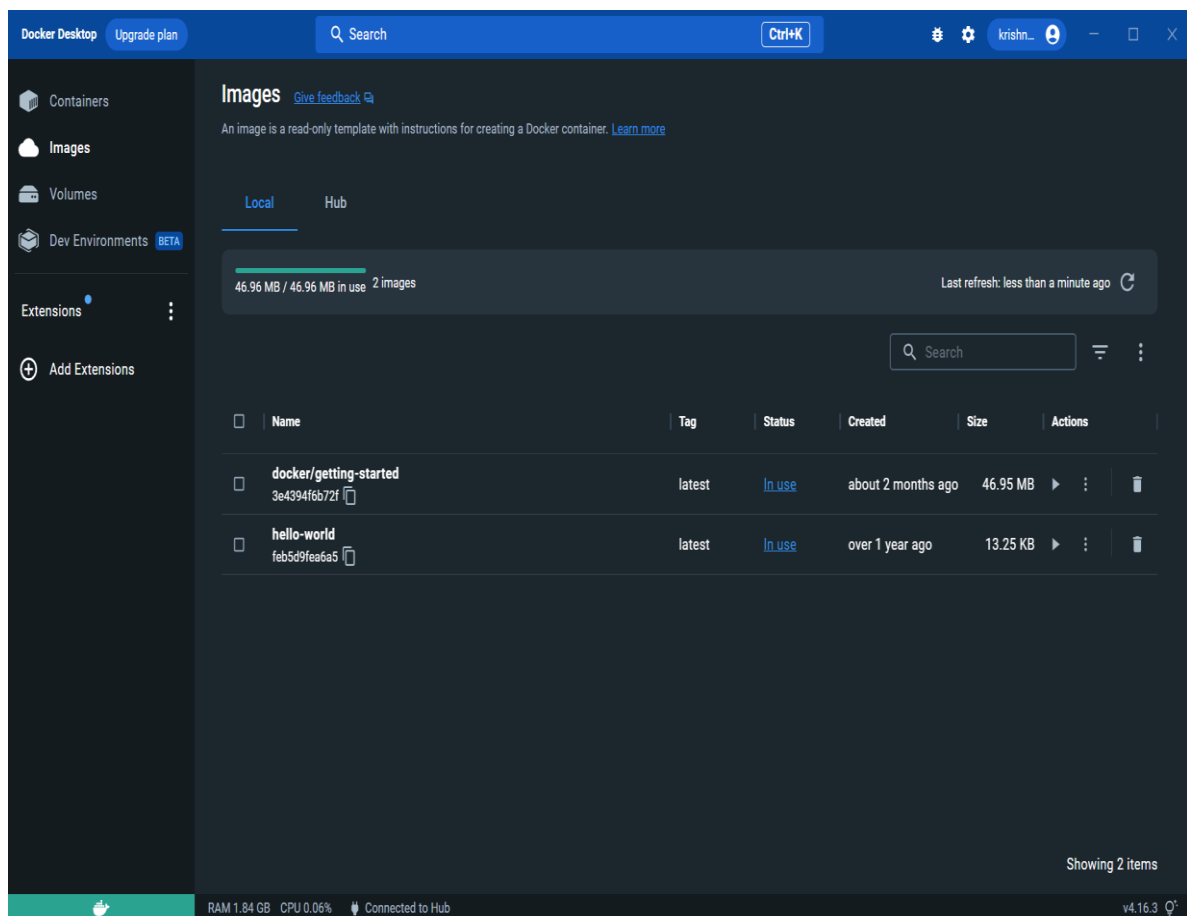 Docker Desktop Upgrade plan Search Ctrl+K krishn...
Containers
Images
Volumes
Dev Environments BETA
Extensions
Add Extensions
Images Give feedback
An image is a read-only template with instructions for creating a Docker container. Learn more
Local Hub
46.96 MB / 46.96 MB in use 2 images Last refresh: less than a minute ago
Search
Name Tag Status Created Size Actions
docker/getting-started
3e4394f6b72f
latest In use about 2 months ago 46.95 MB
hello-world
feb5d9fea6a5
latest In use over 1 year ago 13.25 KB
Showing 2 items
RAM 1.84 GB CPU 0.06% Connected to Hub v4.16.3